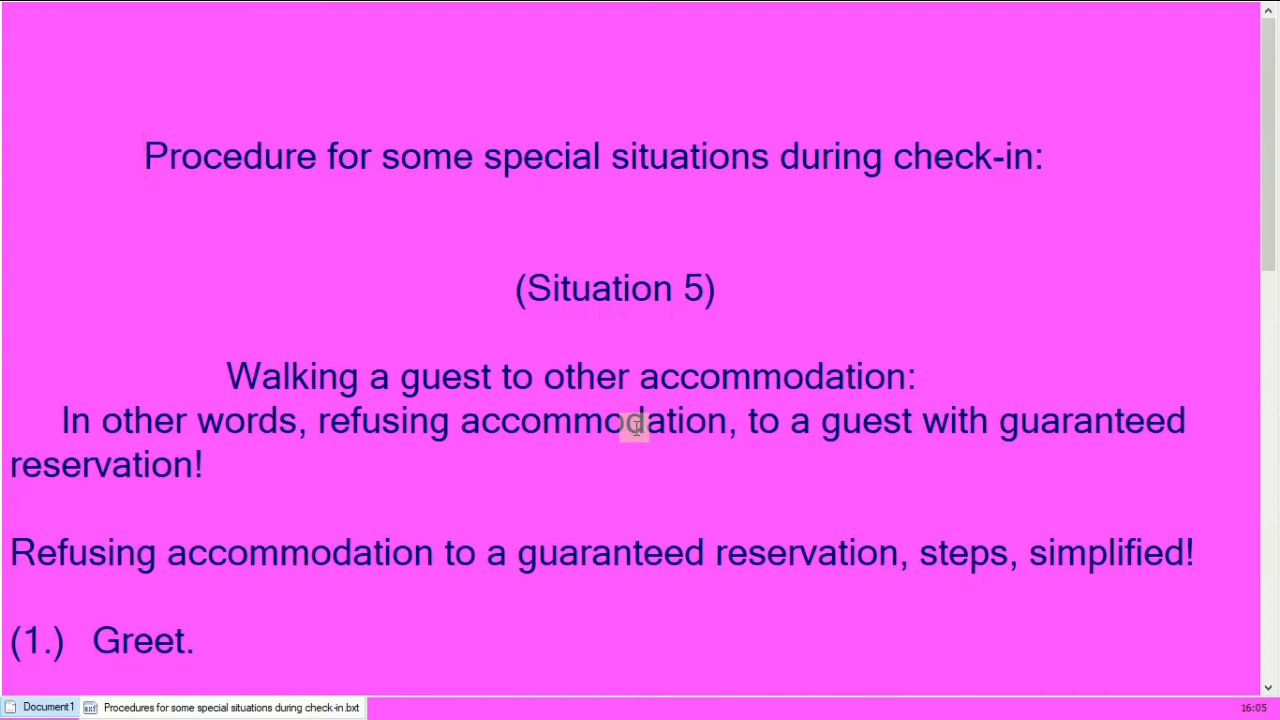 Procedure for some special situations during check-in:
(Situation 5)
Walking a guest to other accommodation:
In other words, refusing accommodation, to a guest with guaranteed
reservation!
Refusing accommodation to a guaranteed reservation, steps, simplified!
(1.) Greet.
Document1
BXT
Procedures for some special situations during check-in.bxt
16:05